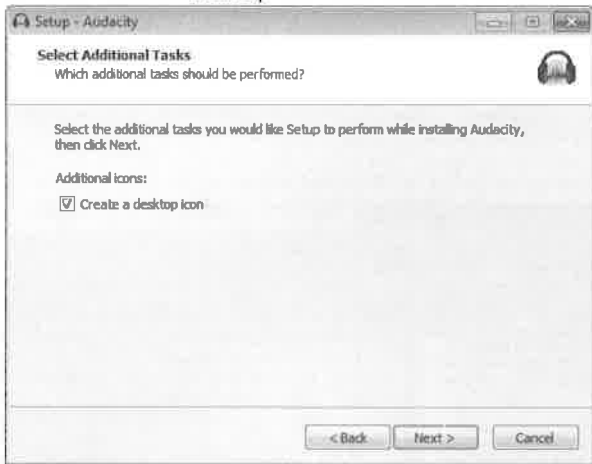 Setup - Audacity
Select Additional Tasks
Which additional tasks should be performed?
Select the additional tasks you would like Setup to perform while installing Audacity,
then click Next.
Additional icons:
Create a desktop icon
< Back
Next >
Cancel